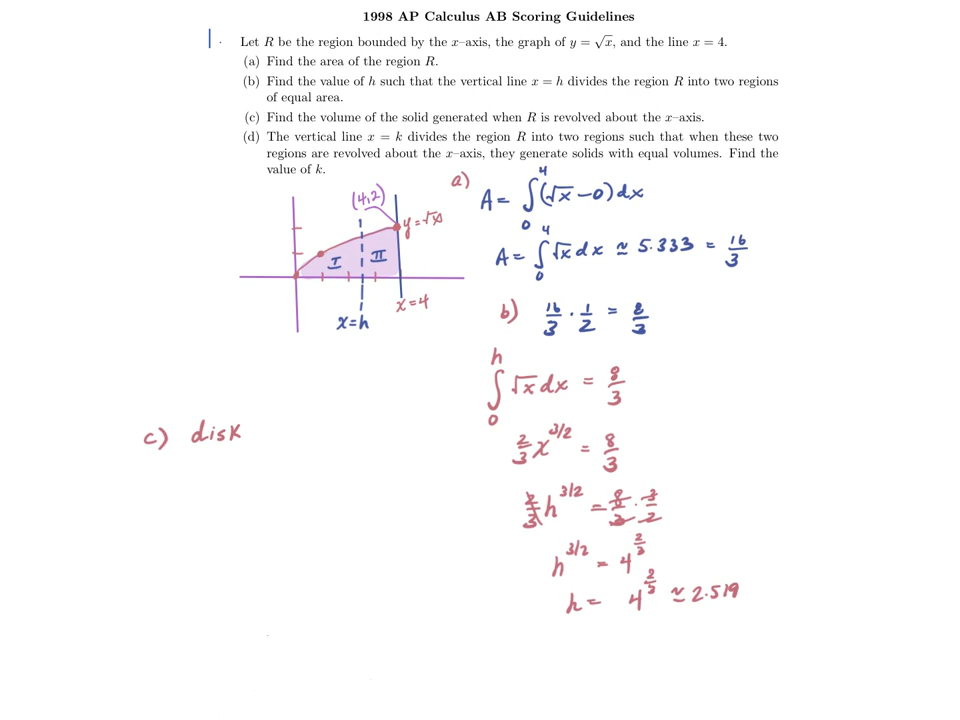 1998 AP Calculus AB Scoring Guidelines
1. Let R be the region bounded by the x–axis, the graph of y = √x, and the line x = 4.
(a) Find the area of the region R.
(b) Find the value of h such that the vertical line x = h divides the region R into two regions
of equal area.
(c) Find the volume of the solid generated when R is revolved about the x–axis.
(d) The vertical line x = k divides the region R into two regions such that when these two
regions are revolved about the x–axis, they generate solids with equal volumes. Find the
value of k.
(4,2)
y = √x
I II
x = 4
x = h
a) A = ∫₀⁴ (√x − 0) dx
A = ∫₀⁴ √x dx ≃ 5.333 = 16/3
b) 16/3 · 1/2 = 8/3
∫₀ʰ √x dx = 8/3
2/3 x^3/2 = 8/3
2/3 h^3/2 = 8/3 · 3/2
h^3/2 = 4^2/3
h = 4^2/3 ≃ 2.519
c) disk